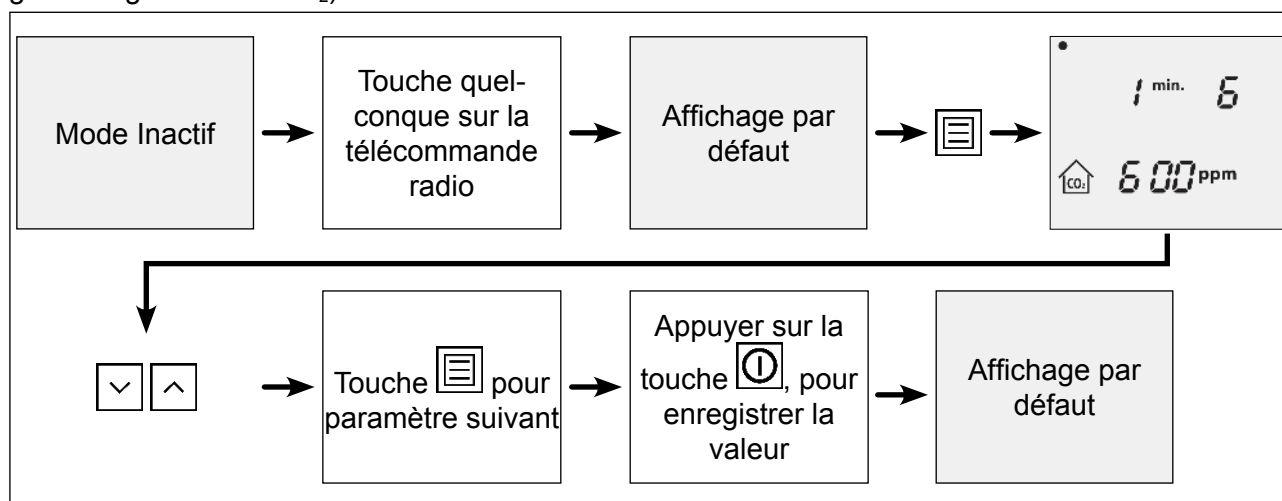 Mode Inactif
Touche quel-
conque sur la
télécommande
radio
Affichage par
défaut
1 min. 6
CO₂ 600 ppm
Touche pour
paramètre suivant
Appuyer sur la
touche , pour
enregistrer la
valeur
Affichage par
défaut